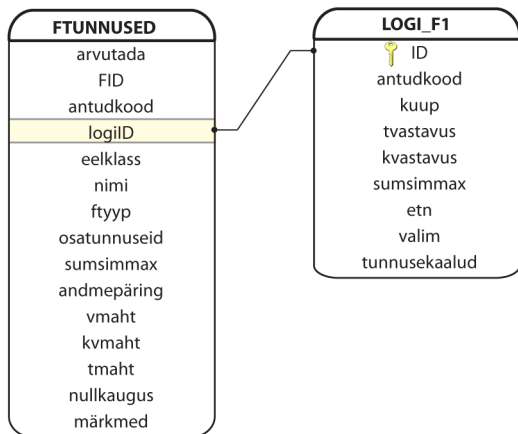 FTUNNUSED
arvutada
FID
antudkood
logiID
eelklass
nimi
ftyyp
osatunnuseid
sumsimmax
andmepäring
vmaht
kvmaht
tmaht
nullkaugus
märkmed
LOGI_F1
ID
antudkood
kuup
tvastavus
kvastavus
sumsimmax
etn
valim
tunnusekaalud